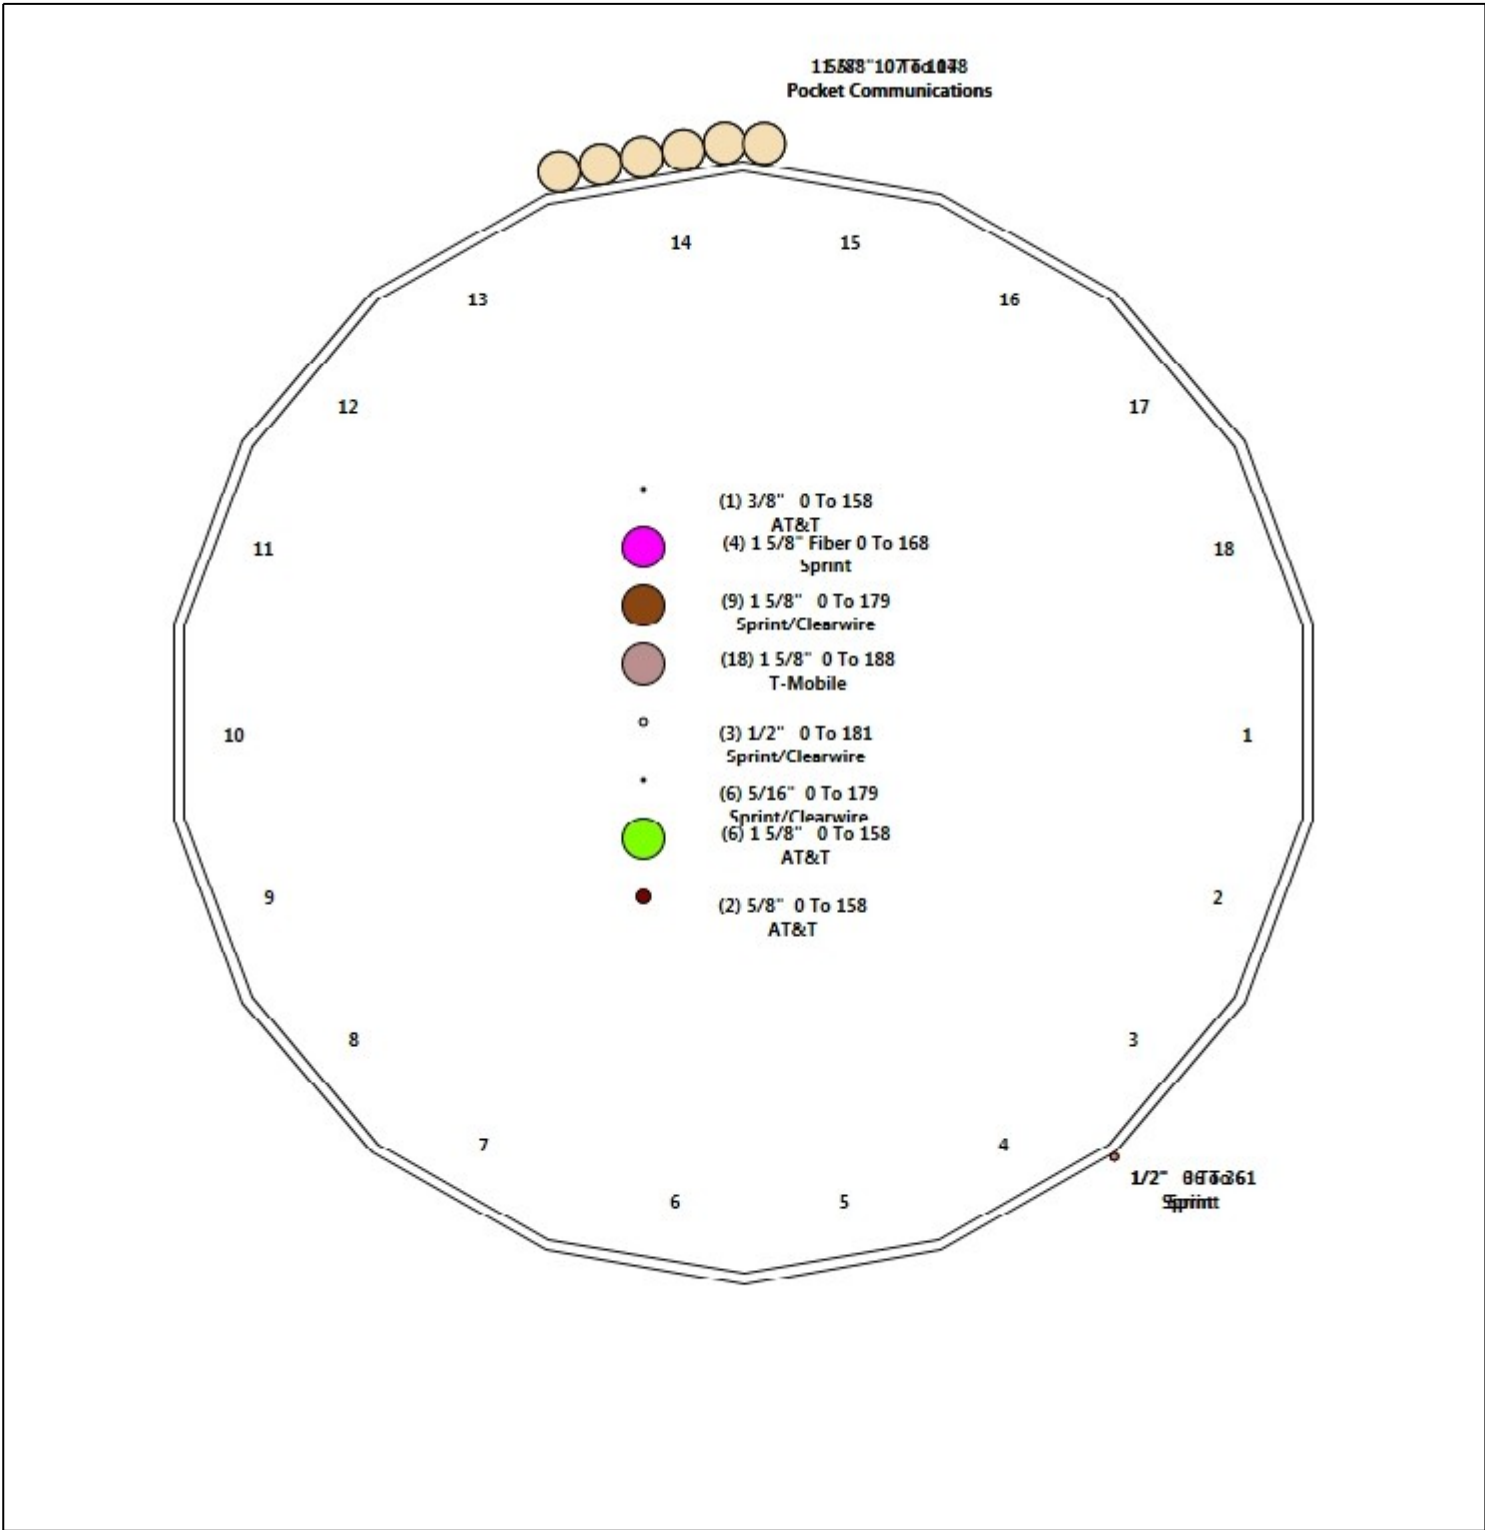 Pocket Communications
14
15
13
16
12
17
(1) 3/8" 0 To 158
AT&T
(4) 1 5/8" Fiber 0 To 168
Sprint
11
18
(9) 1 5/8" 0 To 179
Sprint/Clearwire
(18) 1 5/8" 0 To 188
T-Mobile
10
1
(3) 1/2" 0 To 181
Sprint/Clearwire
(6) 5/16" 0 To 179
Sprint/Clearwire
(6) 1 5/8" 0 To 158
AT&T
9
2
(2) 5/8" 0 To 158
AT&T
8
3
7
4
1/2"
Sprint
6
5